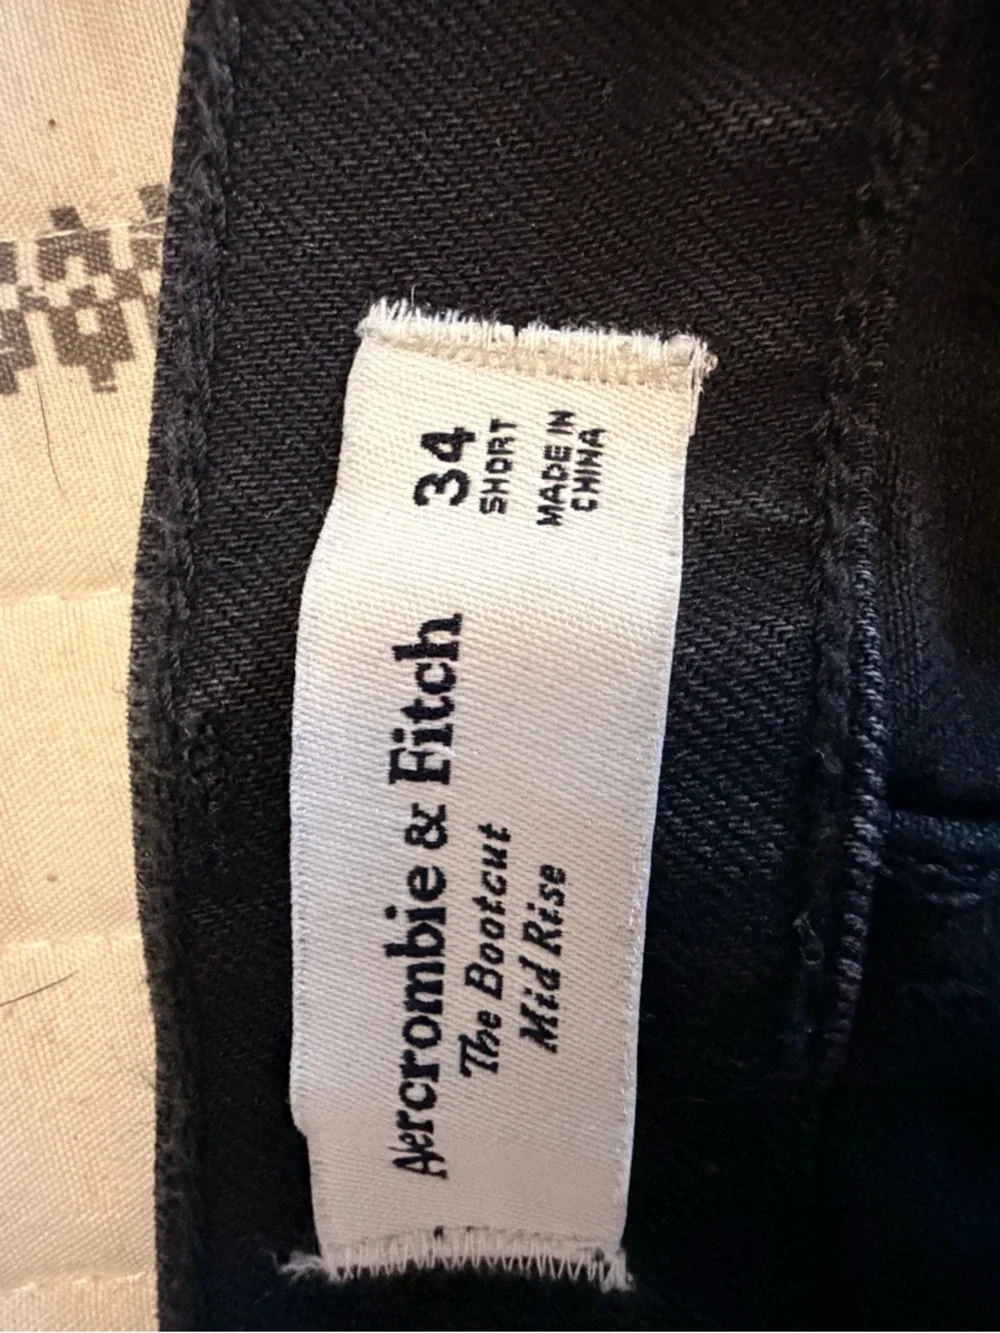 Abercrombie & Fitch
The Bootcut
Mid Rise
34
SHORT
MADE IN
CHINA